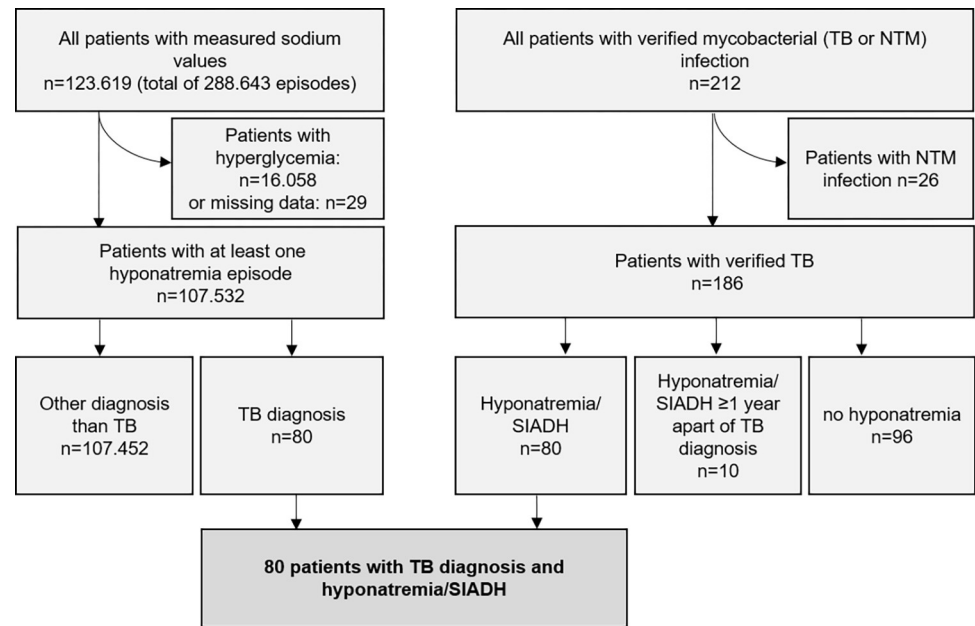 All patients with measured sodium
values
n=123.619 (total of 288.643 episodes)
Patients with
hyperglycemia:
n=16.058
or missing data: n=29
Patients with at least one
hyponatremia episode
n=107.532
Other diagnosis
than TB
n=107.452
TB diagnosis
n=80
All patients with verified mycobacterial (TB or NTM)
infection
n=212
Patients with NTM
infection n=26
Patients with verified TB
n=186
Hyponatremia/
SIADH
n=80
Hyponatremia/
SIADH ≥1 year
apart of TB
diagnosis
n=10
no hyponatremia
n=96
80 patients with TB diagnosis and
hyponatremia/SIADH